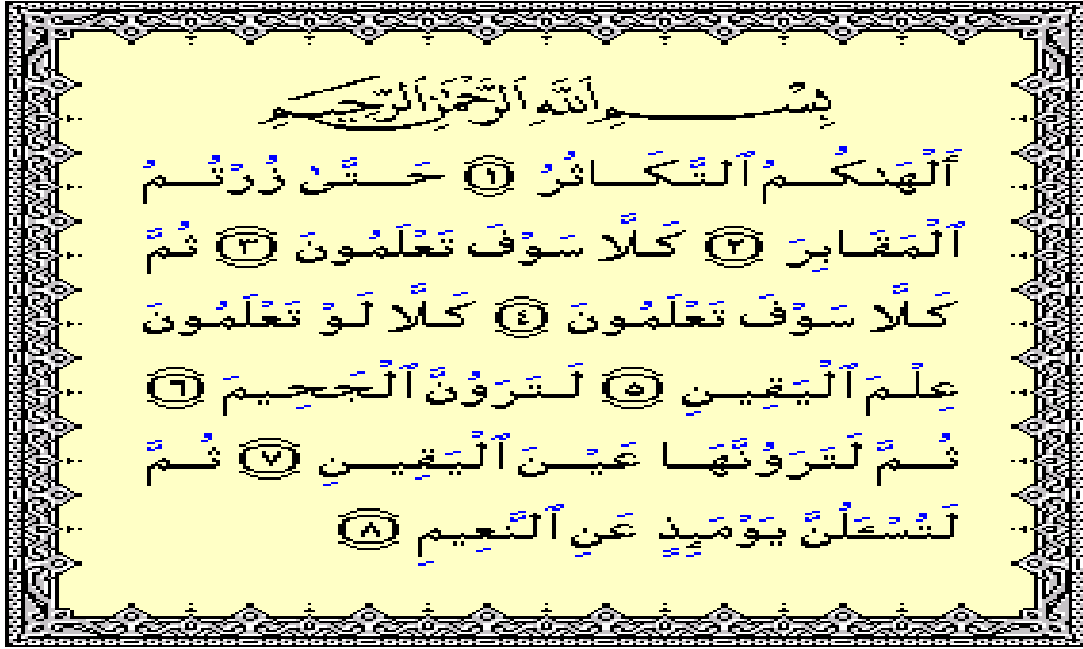 بِسْمِ ٱللَّهِ ٱلرَّحْمَٰنِ ٱلرَّحِيمِ
أَلْهَىٰكُمُ ٱلتَّكَاثُرُ ١ حَتَّىٰ زُرْتُمُ
ٱلْمَقَابِرَ ٢ كَلَّا سَوْفَ تَعْلَمُونَ ٣ ثُمَّ
كَلَّا سَوْفَ تَعْلَمُونَ ٤ كَلَّا لَوْ تَعْلَمُونَ
عِلْمَ ٱلْيَقِينِ ٥ لَتَرَوُنَّ ٱلْجَحِيمَ ٦
ثُمَّ لَتَرَوُنَّهَا عَيْنَ ٱلْيَقِينِ ٧ ثُمَّ
لَتُسْـَٔلُنَّ يَوْمَئِذٍ عَنِ ٱلنَّعِيمِ ٨